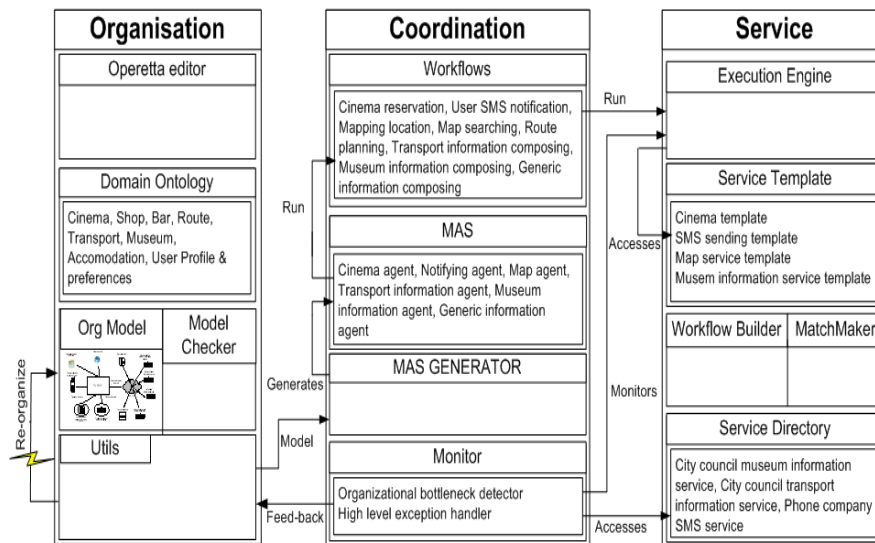 Organisation
Operetta editor
Domain Ontology
Cinema, Shop, Bar, Route,
Transport, Museum,
Accomodation, User Profile &
preferences
Org Model
Model
Checker
Re-organize
Utils
Coordination
Workflows
Cinema reservation, User SMS notification,
Mapping location, Map searching, Route
planning, Transport information composing,
Museum information composing, Generic
information composing
Run
MAS
Cinema agent, Notifying agent, Map agent,
Transport information agent, Museum
information agent, Generic information
agent
Generates
MAS GENERATOR
Model
Monitor
Organizational bottleneck detector
High level exception handler
Feed-back
Run
Accesses
Monitors
Accesses
Service
Execution Engine
Service Template
Cinema template
SMS sending template
Map service template
Musem information service template
Workflow Builder
MatchMaker
Service Directory
City council museum information
service, City council transport
information service, Phone company
SMS service